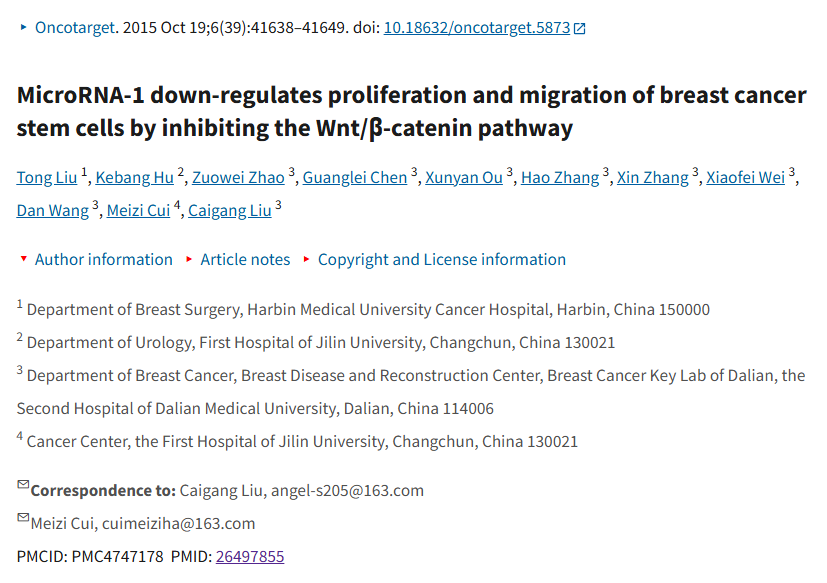 Oncotarget. 2015 Oct 19;6(39):41638–41649. doi: 10.18632/oncotarget.5873
MicroRNA-1 down-regulates proliferation and migration of breast cancer
stem cells by inhibiting the Wnt/β-catenin pathway
Tong Liu 1, Kebang Hu 2, Zuowei Zhao 3, Guanglei Chen 3, Xunyan Ou 3, Hao Zhang 3, Xin Zhang 3, Xiaofei Wei 3,
Dan Wang 3, Meizi Cui 4, Caigang Liu 3
Author information Article notes Copyright and License information
1 Department of Breast Surgery, Harbin Medical University Cancer Hospital, Harbin, China 150000
2 Department of Urology, First Hospital of Jilin University, Changchun, China 130021
3 Department of Breast Cancer, Breast Disease and Reconstruction Center, Breast Cancer Key Lab of Dalian, the
Second Hospital of Dalian Medical University, Dalian, China 114006
4 Cancer Center, the First Hospital of Jilin University, Changchun, China 130021
Correspondence to: Caigang Liu, angel-s205@163.com
Meizi Cui, cuimeiziha@163.com
PMCID: PMC4747178 PMID: 26497855